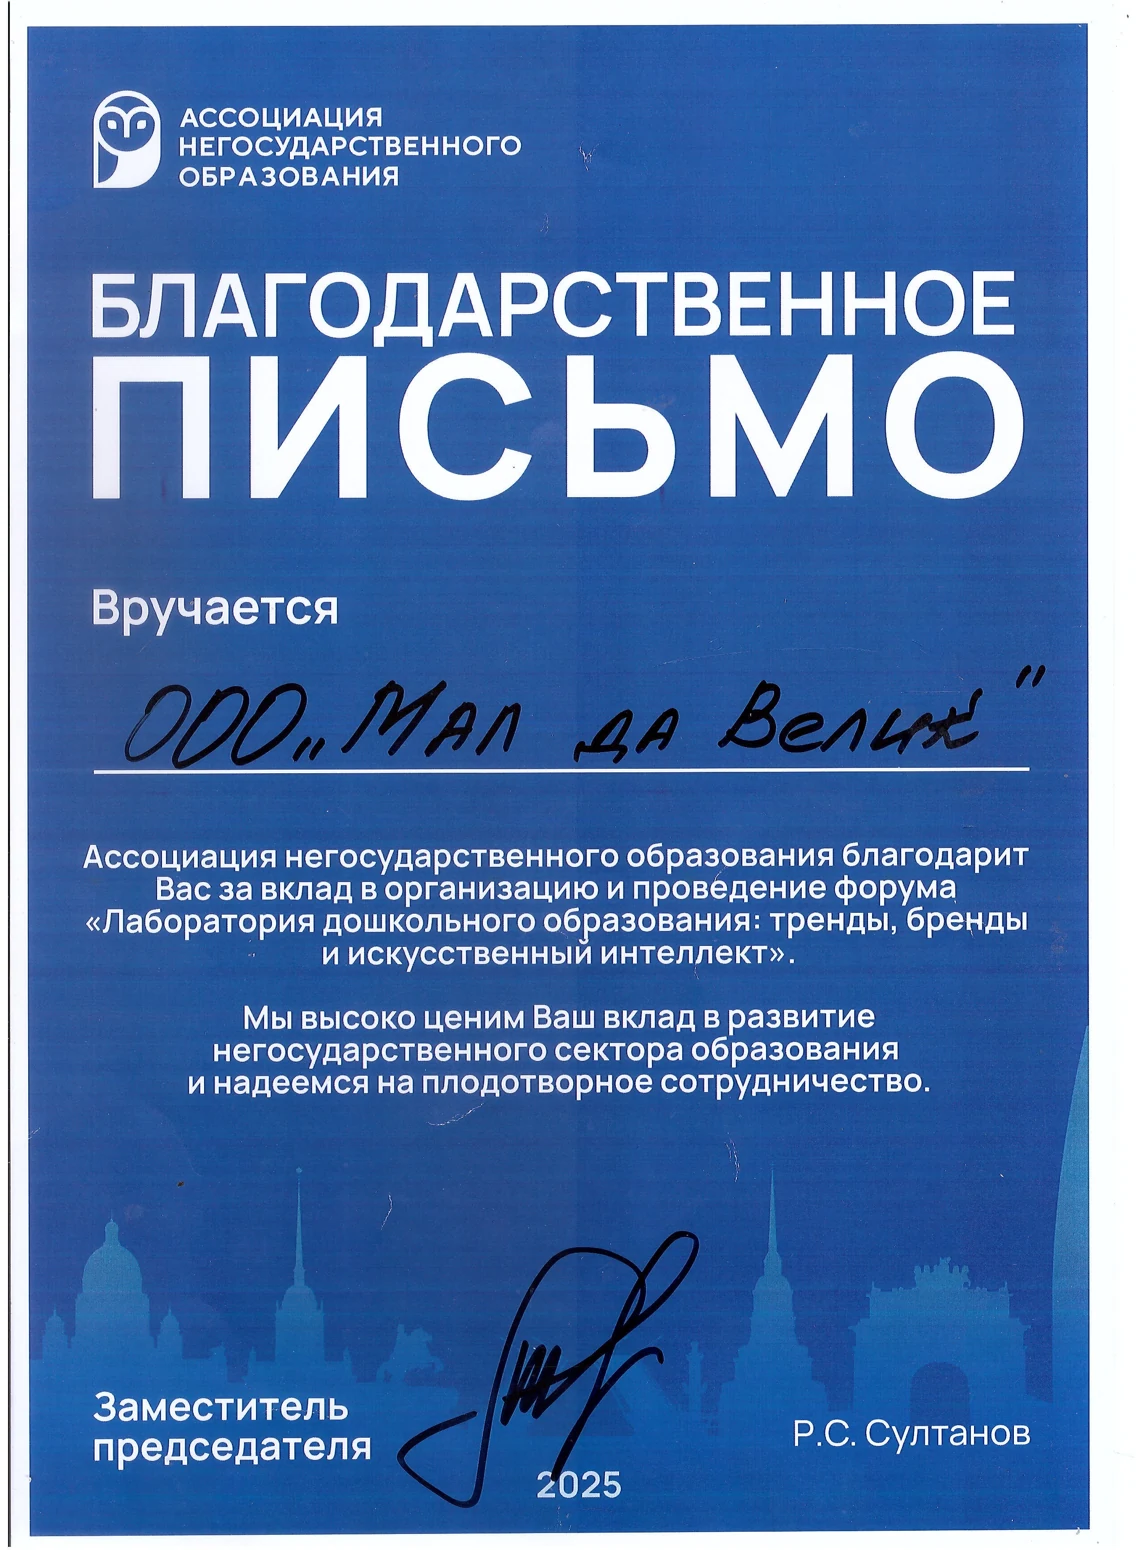 АССОЦИАЦИЯ
НЕГОСУДАРСТВЕННОГО
ОБРАЗОВАНИЯ
БЛАГОДАРСТВЕННОЕ
ПИСЬМО
Вручается
ООО „Мал да Велик"
Ассоциация негосударственного образования благодарит
Вас за вклад в организацию и проведение форума
«Лаборатория дошкольного образования: тренды, бренды
и искусственный интеллект».
Мы высоко ценим Ваш вклад в развитие
негосударственного сектора образования
и надеемся на плодотворное сотрудничество.
Заместитель
председателя
Р.С. Султанов
2025